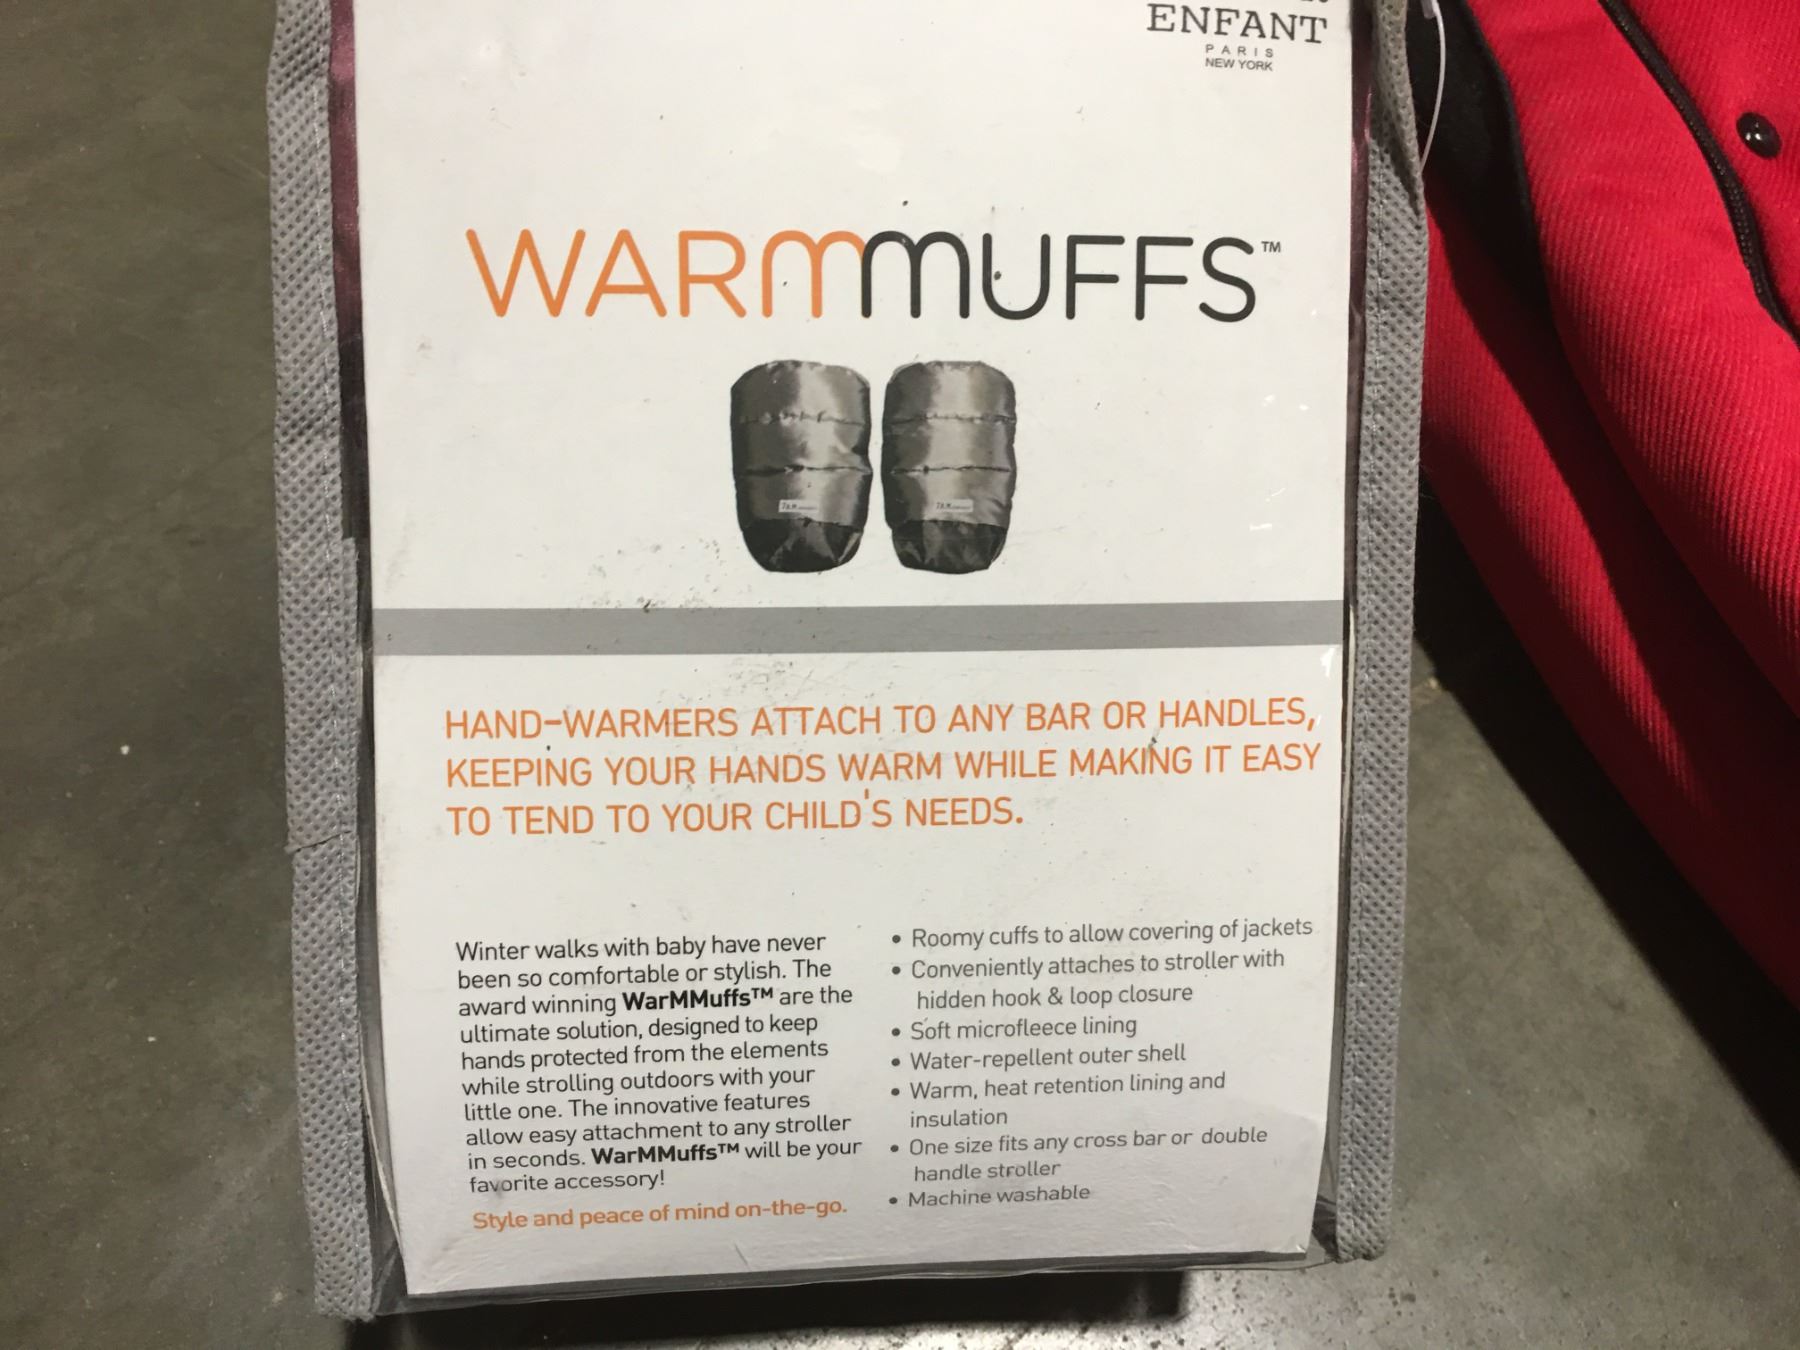 ENFANT
PARIS
NEW YORK
WARMMUFFS™
7A.M.
7A.M.
HAND-WARMERS ATTACH TO ANY BAR OR HANDLES,
KEEPING YOUR HANDS WARM WHILE MAKING IT EASY
TO TEND TO YOUR CHILD'S NEEDS.
Winter walks with baby have never
been so comfortable or stylish. The
award winning WarMMuffs™ are the
ultimate solution, designed to keep
hands protected from the elements
while strolling outdoors with your
little one. The innovative features
allow easy attachment to any stroller
in seconds. WarMMuffs™ will be your
favorite accessory!
Style and peace of mind on-the-go.
• Roomy cuffs to allow covering of jackets
• Conveniently attaches to stroller with
hidden hook & loop closure
• Soft microfleece lining
• Water-repellent outer shell
• Warm, heat retention lining and
insulation
• One size fits any cross bar or double
handle stroller
• Machine washable